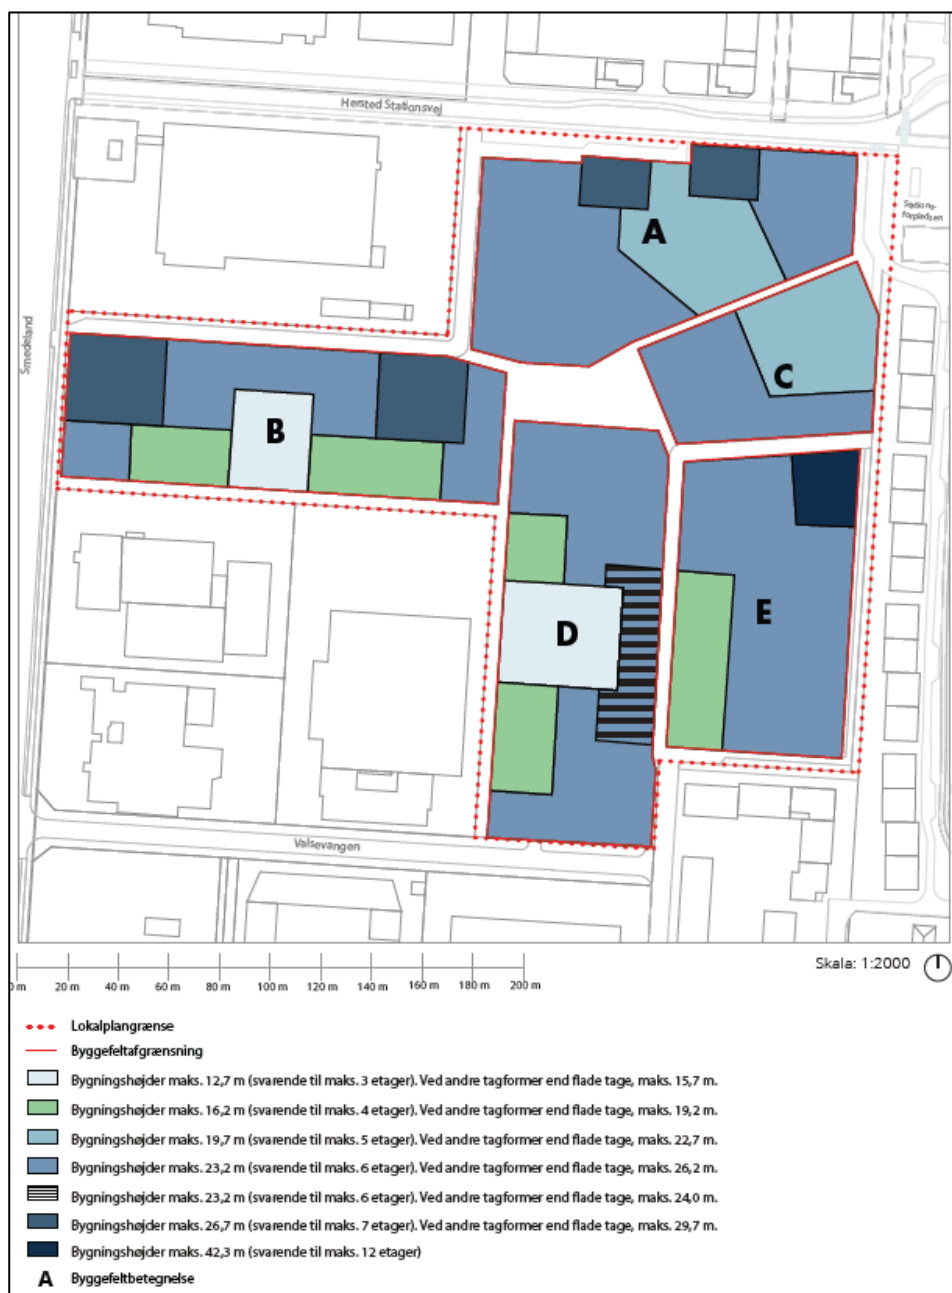 Hersted Stationsvej
Stations-
forpladsen
A
Smedeland
C
B
E
D
Valsevangen
Skala: 1:2000
0 m 20 m 40 m 60 m 80 m 100 m 120 m 140 m 160 m 180 m 200 m
Lokalplangrænse
Byggefeltafgrænsning
Bygningshøjder maks. 12,7 m (svarende til maks. 3 etager). Ved andre tagformer end flade tage, maks. 15,7 m.
Bygningshøjder maks. 16,2 m (svarende til maks. 4 etager). Ved andre tagformer end flade tage, maks. 19,2 m.
Bygningshøjder maks. 19,7 m (svarende til maks. 5 etager). Ved andre tagformer end flade tage, maks. 22,7 m.
Bygningshøjder maks. 23,2 m (svarende til maks. 6 etager). Ved andre tagformer end flade tage, maks. 26,2 m.
Bygningshøjder maks. 23,2 m (svarende til maks. 6 etager). Ved andre tagformer end flade tage, maks. 24,0 m.
Bygningshøjder maks. 26,7 m (svarende til maks. 7 etager). Ved andre tagformer end flade tage, maks. 29,7 m.
Bygningshøjder maks. 42,3 m (svarende til maks. 12 etager)
A Byggefeltbetegnelse